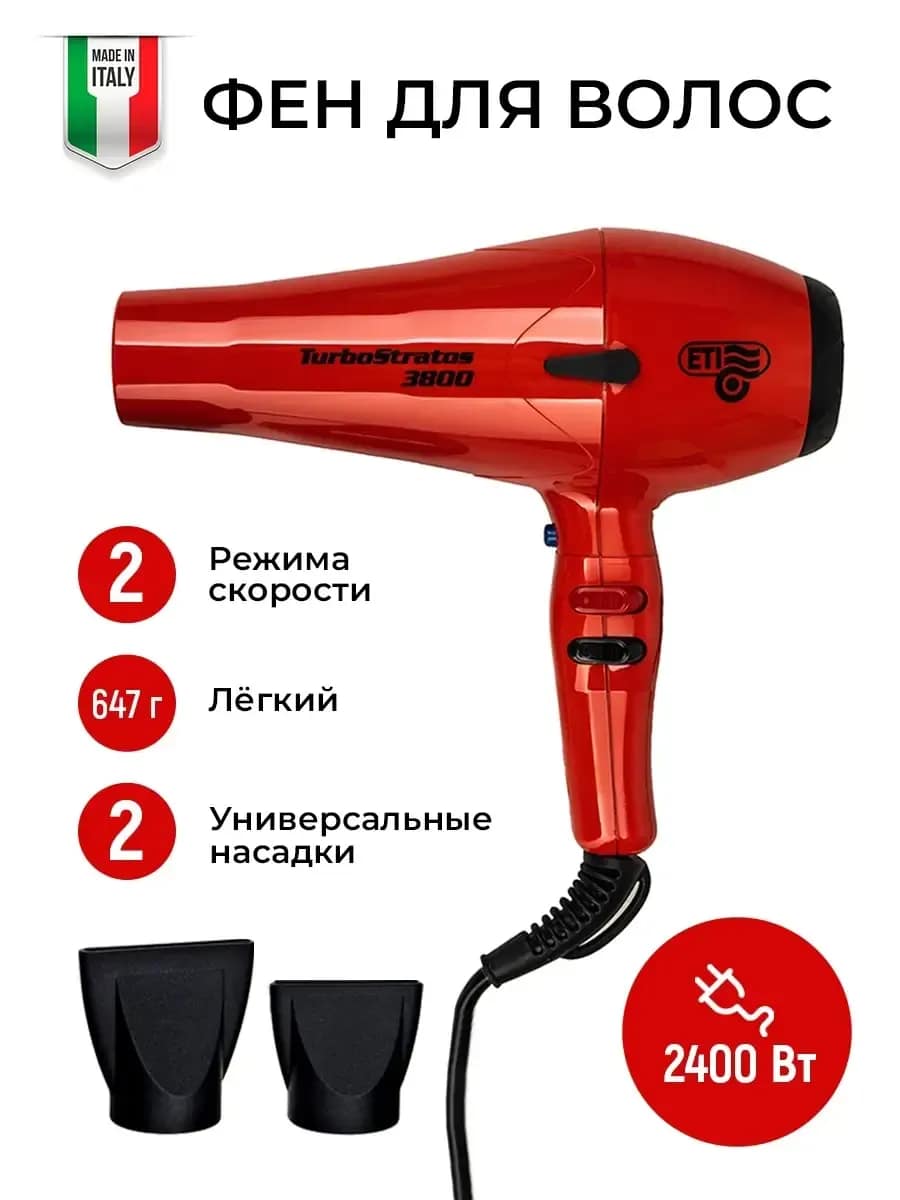 MADE IN
ITALY
ФЕН ДЛЯ ВОЛОС
TurboStratos
3800
ETI
2
Режима
скорости
647 г
Лёгкий
2
Универсальные
насадки
2400 Вт